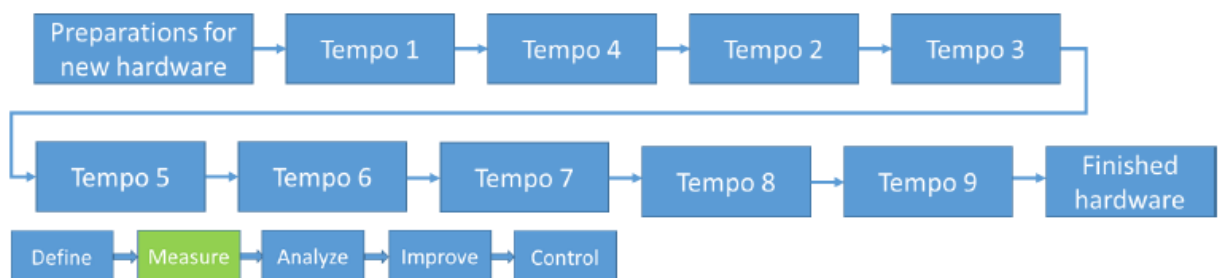 Preparations for
new hardware
Tempo 1
Tempo 4
Tempo 2
Tempo 3
Tempo 5
Tempo 6
Tempo 7
Tempo 8
Tempo 9
Finished
hardware
Define
Measure
Analyze
Improve
Control